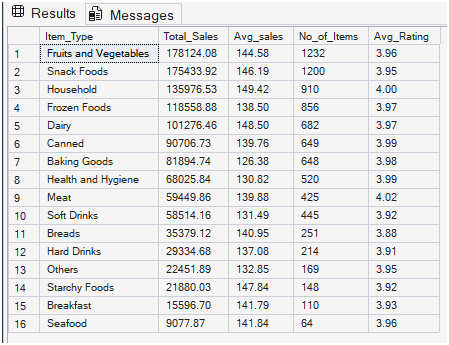 Results Messages
Item_Type Total_Sales Avg_sales No_of_Items Avg_Rating
1 Fruits and Vegetables 178124.08 144.58 1232 3.96
2 Snack Foods 175433.92 146.19 1200 3.95
3 Household 135976.53 149.42 910 4.00
4 Frozen Foods 118558.88 138.50 856 3.97
5 Dairy 101276.46 148.50 682 3.97
6 Canned 90706.73 139.76 649 3.99
7 Baking Goods 81894.74 126.38 648 3.98
8 Health and Hygiene 68025.84 130.82 520 3.99
9 Meat 59449.86 139.88 425 4.02
10 Soft Drinks 58514.16 131.49 445 3.92
11 Breads 35379.12 140.95 251 3.88
12 Hard Drinks 29334.68 137.08 214 3.91
13 Others 22451.89 132.85 169 3.95
14 Starchy Foods 21880.03 147.84 148 3.92
15 Breakfast 15596.70 141.79 110 3.93
16 Seafood 9077.87 141.84 64 3.96